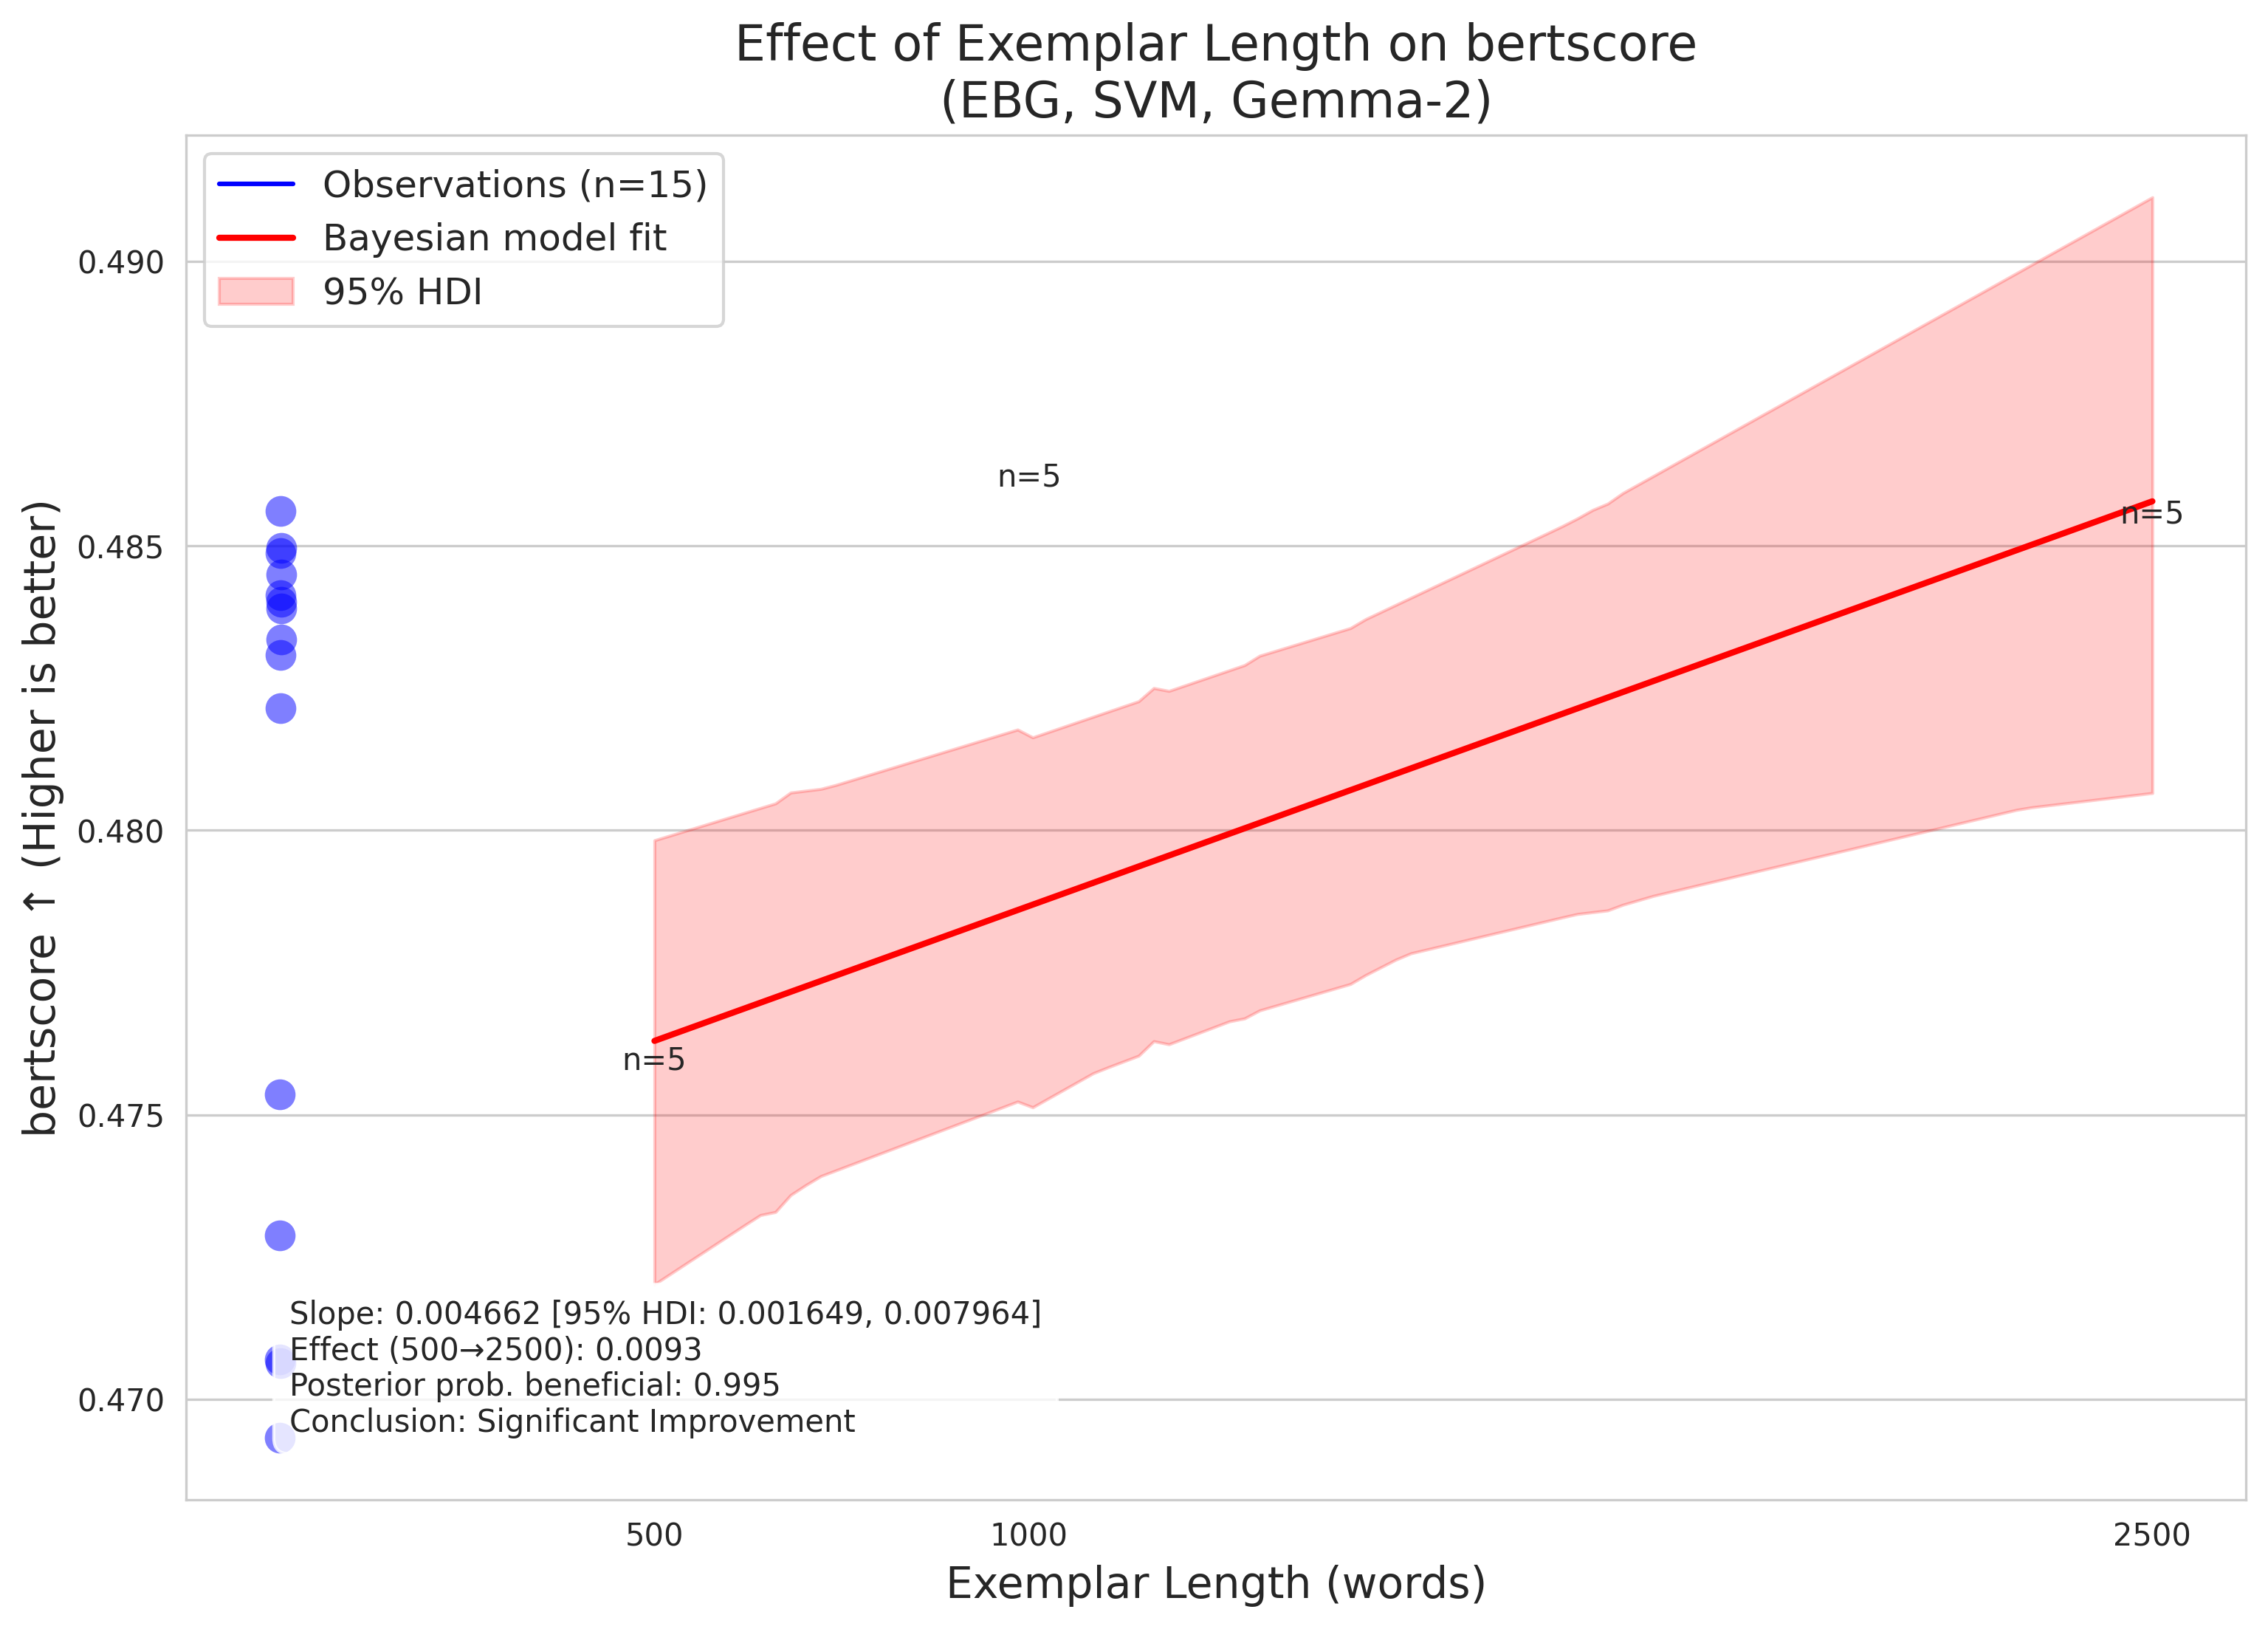 Effect of Exemplar Length on bertscore
(EBG, SVM, Gemma-2)
Observations (n=15)
Bayesian model fit
95% HDI
bertscore ↑ (Higher is better)
0.490
0.485
0.480
0.475
0.470
n=5
n=5
n=5
Slope: 0.004662 [95% HDI: 0.001649, 0.007964]
Effect (500→2500): 0.0093
Posterior prob. beneficial: 0.995
Conclusion: Significant Improvement
500
1000
2500
Exemplar Length (words)